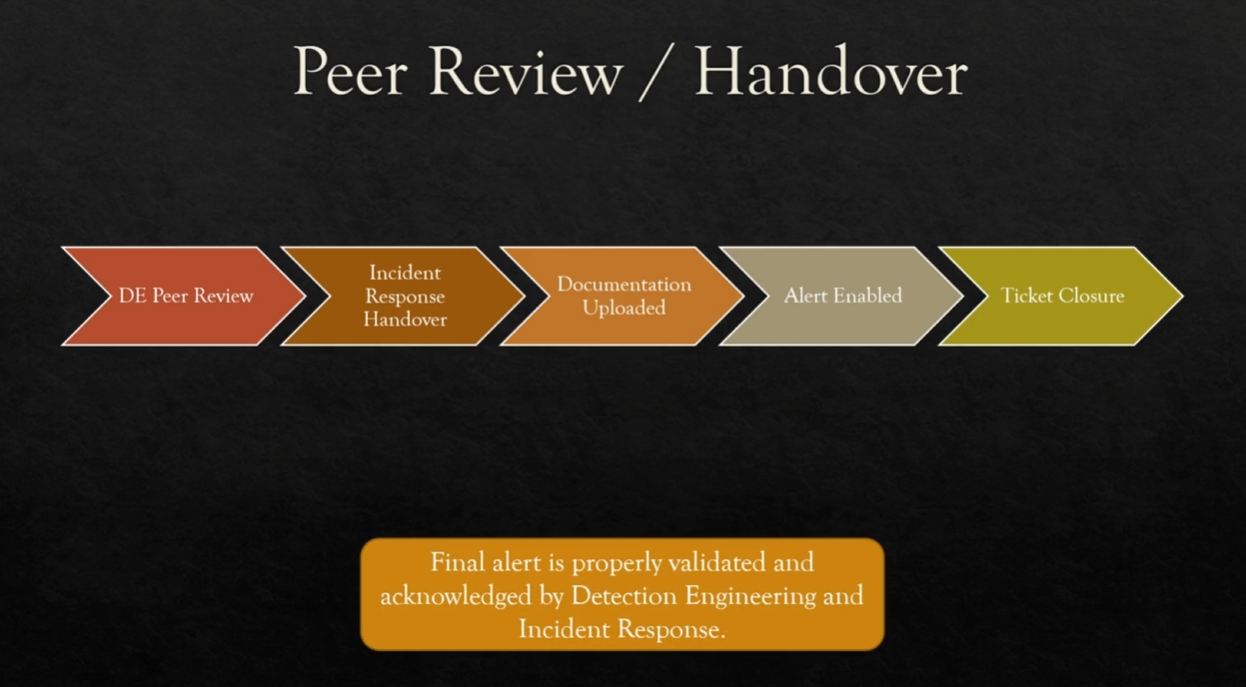 Peer Review / Handover
DE Peer Review
Incident
Response
Handover
Documentation
Uploaded
Alert Enabled
Ticket Closure
Final alert is properly validated and
acknowledged by Detection Engineering and
Incident Response.